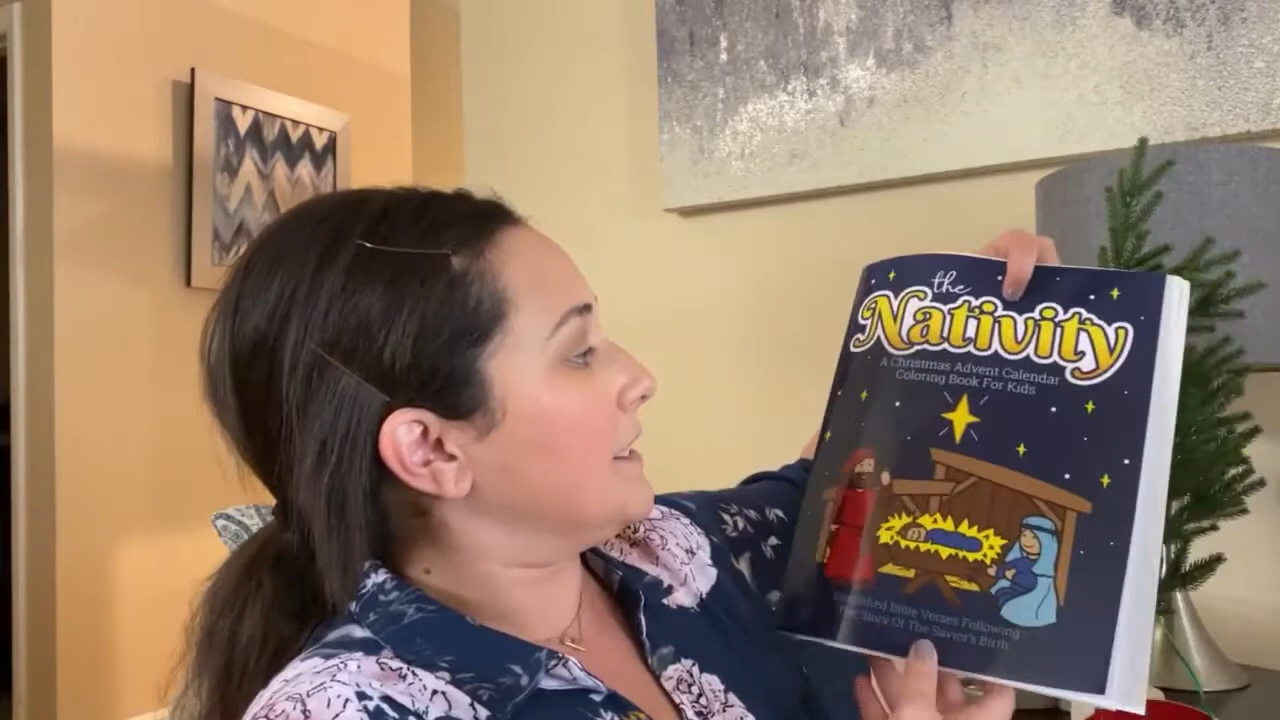 the
Nativity
A Christmas Advent Calendar
Coloring Book For Kids
Bible Verses Following
The Story Of The Savior's Birth